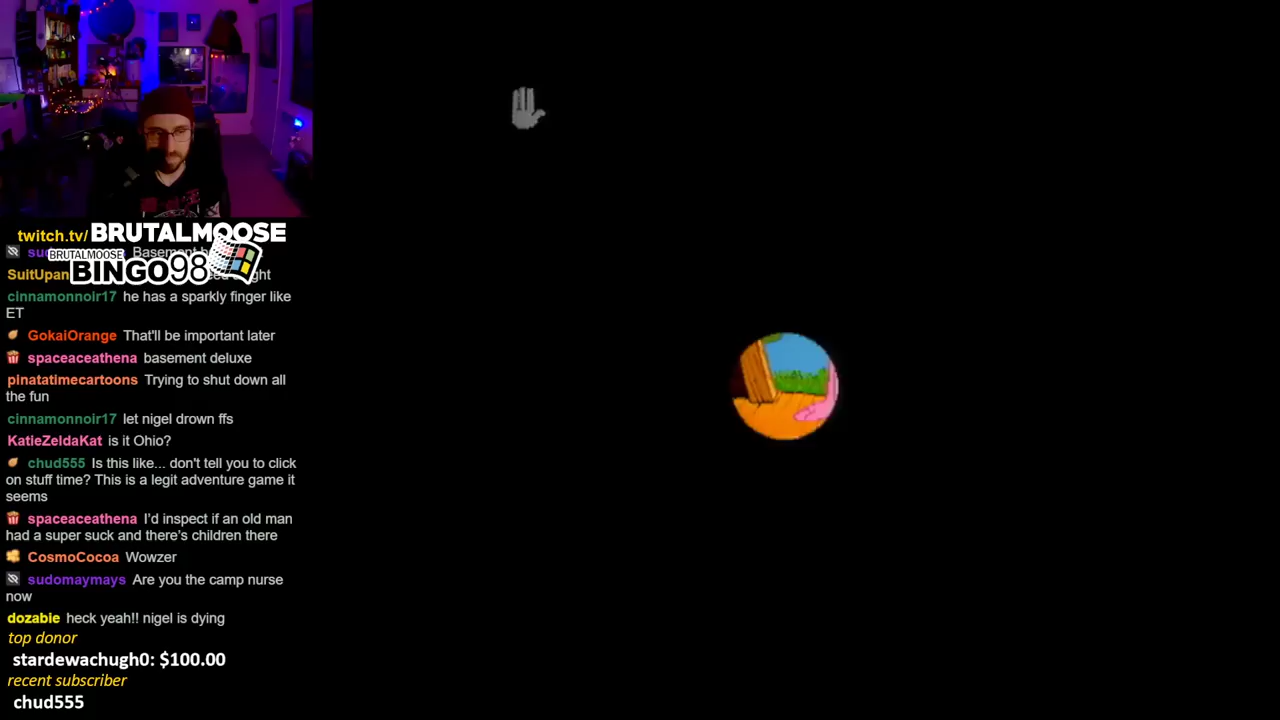 twitch.tv/BRUTALMOOSE
BRUTALMOOSE
BINGO98
Basement
SuitUpan
cinnamonnoir17 he has a sparkly finger like
ET
GokaiOrange That'll be important later
spaceaceathena basement deluxe
pinatatimecartoons Trying to shut down all
the fun
cinnamonnoir17 let nigel drown ffs
KatieZeldaKat is it Ohio?
chud555 Is this like... don't tell you to click
on stuff time? This is a legit adventure game it
seems
spaceaceathena I'd inspect if an old man
had a super suck and there's children there
CosmoCocoa Wowzer
sudomaymays Are you the camp nurse
now
dozabie heck yeah!! nigel is dying
top donor
stardewachugh0: $100.00
recent subscriber
chud555